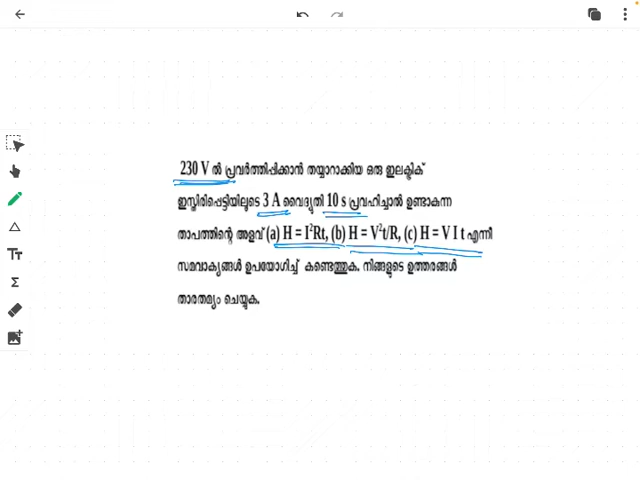 230 V ൽ പ്രവർത്തിപ്പിക്കാൻ തയ്യാറാക്കിയ ഒരു ഇലക്ട്രിക്
ഇസ്തിരിപ്പെട്ടിയിലൂടെ 3 A വൈദ്യുതി 10 s പ്രവഹിച്ചാൽ ഉണ്ടാകുന്ന
താപത്തിന്റെ അളവ് (a) H = I²Rt, (b) H = V²t/R, (c) H = V I t എന്നീ
സമവാക്യങ്ങൾ ഉപയോഗിച്ച് കണ്ടെത്തുക. നിങ്ങളുടെ ഉത്തരങ്ങൾ
താരതമ്യം ചെയ്യുക.